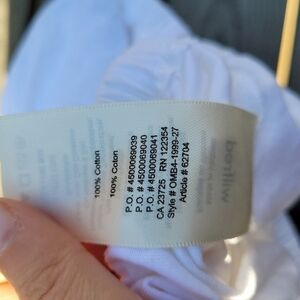 100% Cotton
100% Coton
P.O. # 4500069039
P.O. # 4500069040
P.O. # 4500069041
CA 23725 RN 122354
Style # OMB4-1999-27
Article # 62704